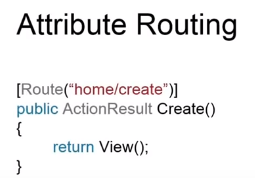 Attribute Routing
[Route(“home/create”)]
public ActionResult Create()
{
return View();
}